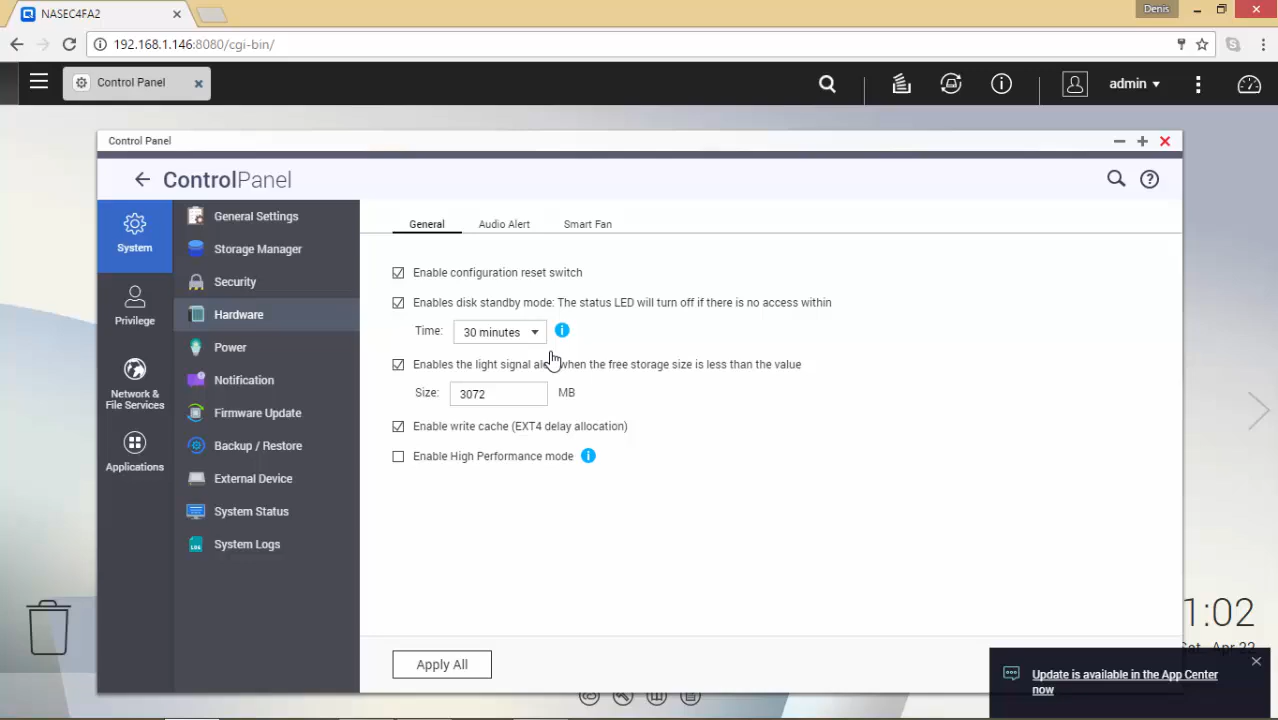 NASEC4FA2
Denis
192.168.1.146:8080/cgi-bin/
Control Panel
admin
Control Panel
ControlPanel
System
Privilege
Network &
File Services
Applications
General Settings
Storage Manager
Security
Hardware
Power
Notification
Firmware Update
Backup / Restore
External Device
System Status
System Logs
General Audio Alert Smart Fan
Enable configuration reset switch
Enables disk standby mode: The status LED will turn off if there is no access within
Time: 30 minutes
Enables the light signal when the free storage size is less than the value
Size: 3072 MB
Enable write cache (EXT4 delay allocation)
Enable High Performance mode
Apply All
1:02
Sat., Apr 22
Update is available in the App Center
now